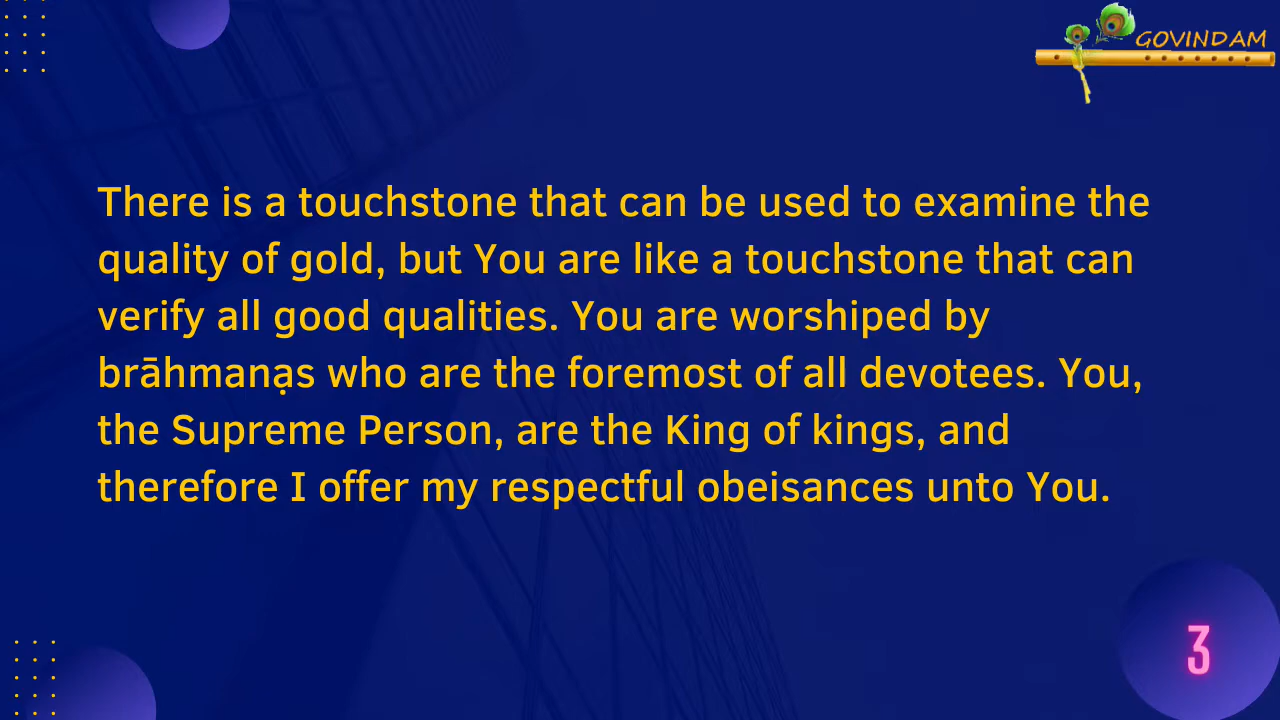 GOVINDAM
There is a touchstone that can be used to examine the
quality of gold, but You are like a touchstone that can
verify all good qualities. You are worshiped by
brāhmaṇas who are the foremost of all devotees. You,
the Supreme Person, are the King of kings, and
therefore I offer my respectful obeisances unto You.
3